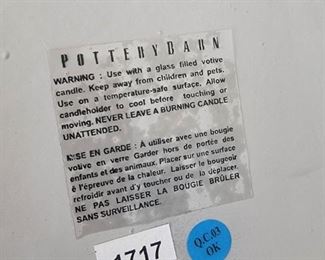 POTTERYBARN
WARNING : Use with a glass filled votive
candle. Keep away from children and pets.
Use on a temperature-safe surface. Allow
candleholder to cool before touching or
moving. NEVER LEAVE A BURNING CANDLE
UNATTENDED.
MISE EN GARDE : À utiliser avec une bougie
votive en verre Garder hors de portée des
enfants et des animaux. Placer sur une surface
à l'épreuve de la chaleur. Laisser le bougeoir
refroidir avant d'y toucher ou de la déplacer.
NE PAS LAISSER LA BOUGIE BRÛLER
SANS SURVEILLANCE.
1717
Q.C.03
OK